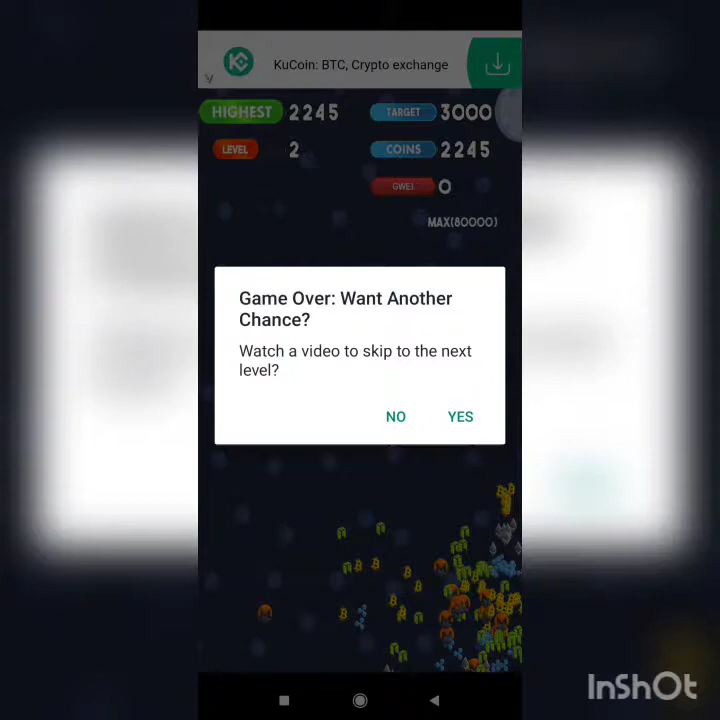 KuCoin: BTC, Crypto exchange
HIGHEST 2245 TARGET 3000
LEVEL 2 COINS 2245
GWEI 0
MAX(80000)
Game Over: Want Another
Chance?
Watch a video to skip to the next
level?
NO YES
InShOt